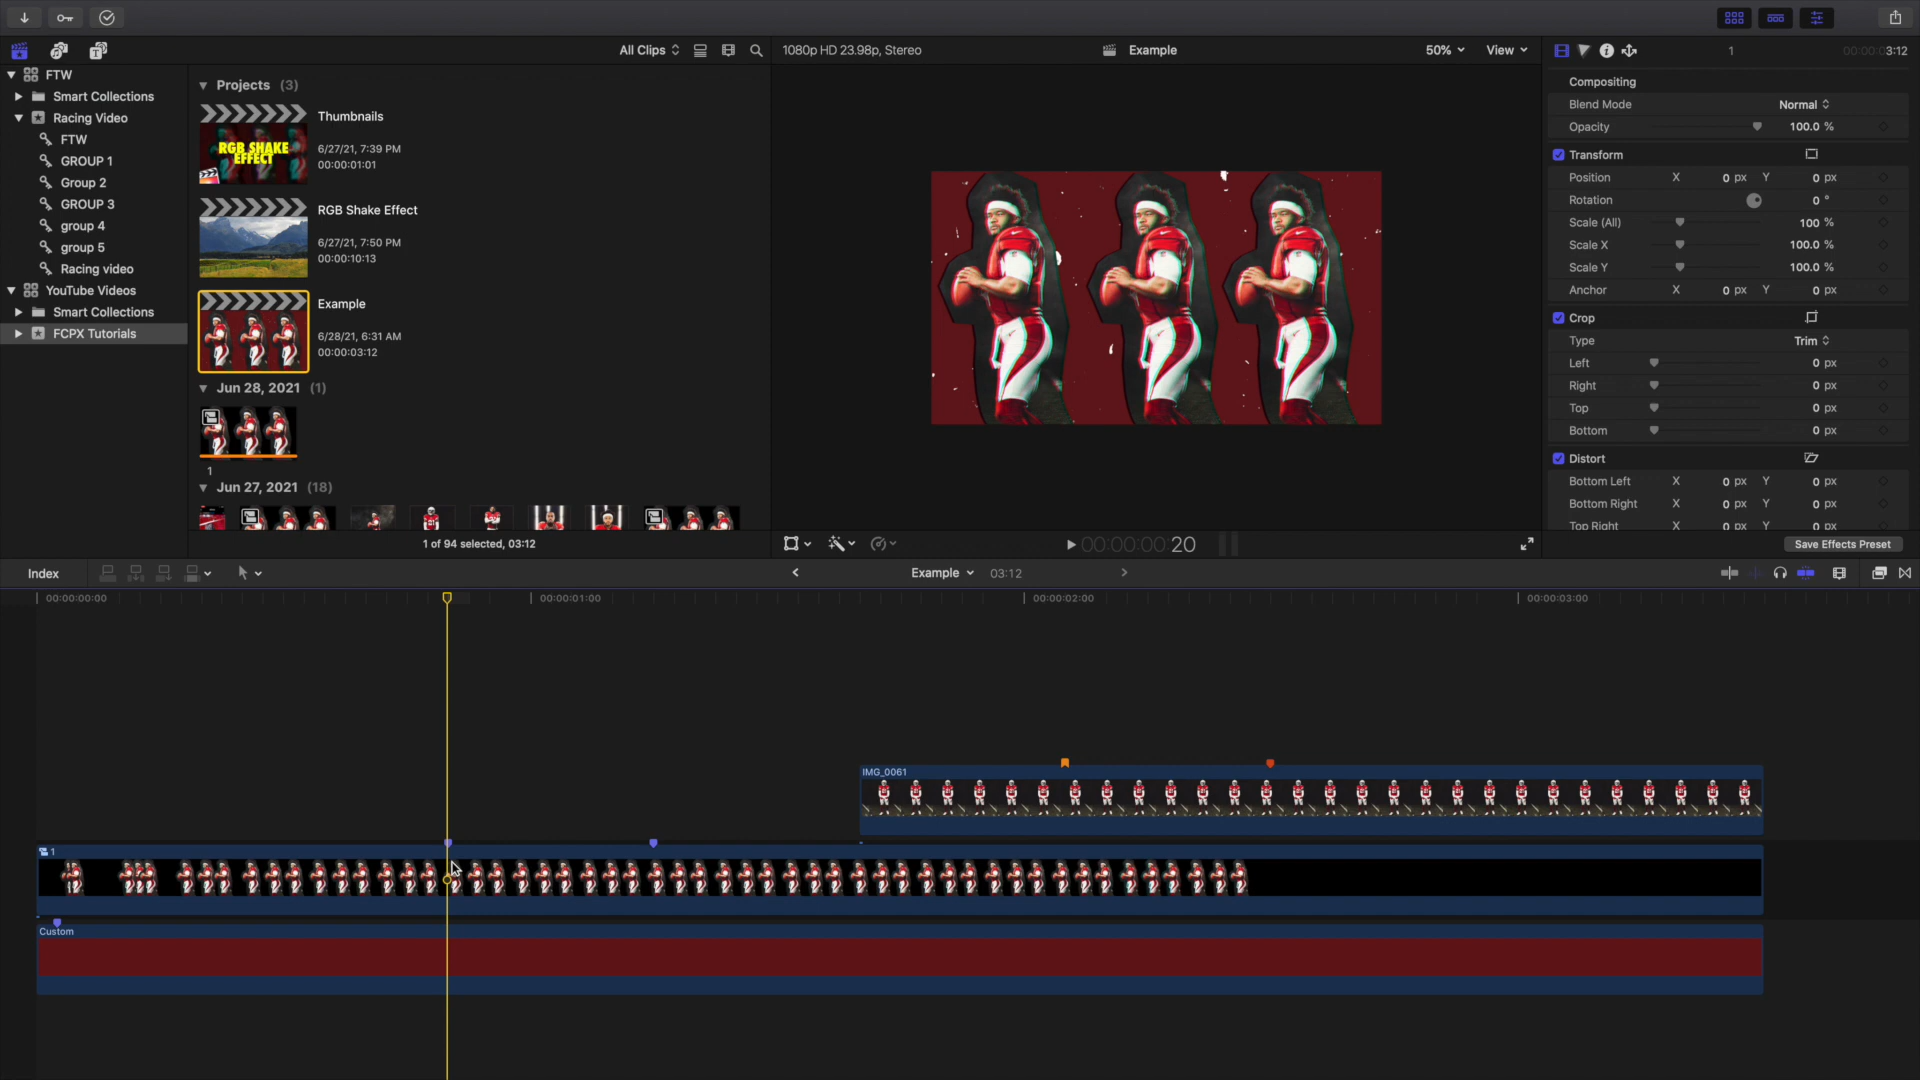 All Clips
1080p HD 23.98p, Stereo
Example
50%
View
1
00:00:03:12
FTW
Smart Collections
Racing Video
FTW
GROUP 1
Group 2
GROUP 3
group 4
group 5
Racing video
YouTube Videos
Smart Collections
FCPX Tutorials
Projects (3)
Thumbnails
6/27/21, 7:39 PM
00:00:01:01
RGB SHAKE
EFFECT
RGB Shake Effect
6/27/21, 7:50 PM
00:00:10:13
Example
6/28/21, 6:31 AM
00:00:03:12
Jun 28, 2021 (1)
1
Jun 27, 2021 (18)
1 of 94 selected, 03:12
00:00:00:20
Compositing
Blend Mode Normal
Opacity 100.0 %
Transform
Position X 0 px Y 0 px
Rotation 0 °
Scale (All) 100 %
Scale X 100.0 %
Scale Y 100.0 %
Anchor X 0 px Y 0 px
Crop
Type Trim
Left 0 px
Right 0 px
Top 0 px
Bottom 0 px
Distort
Bottom Left X 0 px Y 0 px
Bottom Right X 0 px Y 0 px
Top Right X 0 px Y 0 px
Save Effects Preset
Index
Example
03:12
00:00:00:00
00:00:01:00
00:00:02:00
00:00:03:00
IMG_0061
1
Custom